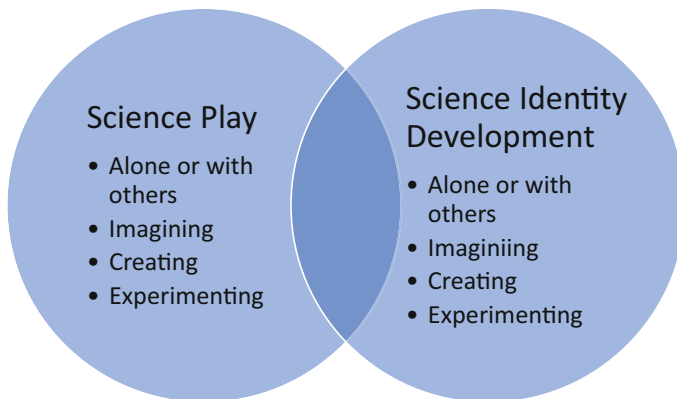 Science Play
• Alone or with
others
• Imagining
• Creating
• Experimenting
Science Identity
Development
• Alone or with
others
• Imaginiing
• Creating
• Experimenting